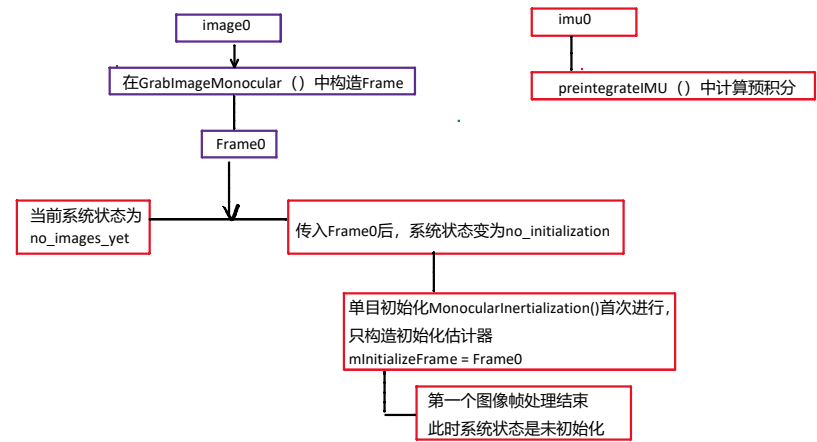 image0
imu0
在GrabImageMonocular（）中构造Frame
preintegrateIMU（）中计算预积分
Frame0
当前系统状态为
no_images_yet
传入Frame0后，系统状态变为no_initialization
单目初始化MonocularInertialization()首次进行，
只构造初始化估计器
mInitializeFrame = Frame0
第一个图像帧处理结束
此时系统状态是未初始化